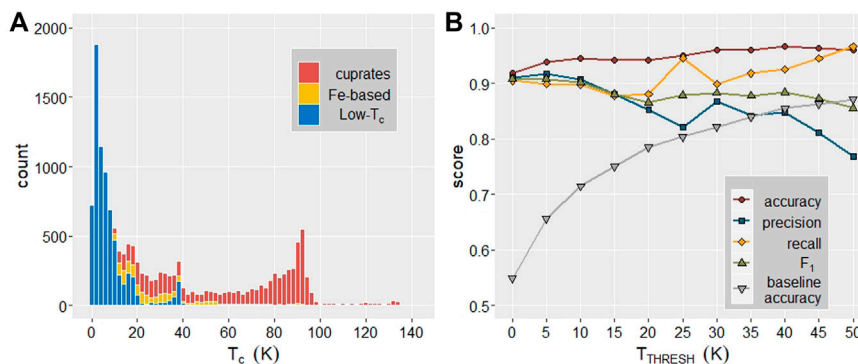 A
2000
1500
1000
500
0
count
cuprates
Fe-based
Low-Tc
0 20 40 60 80 100 120 140
Tc (K)
B
1.0
0.9
0.8
0.7
0.6
0.5
score
accuracy
precision
recall
F1
baseline
accuracy
0 5 10 15 20 25 30 35 40 45 50
TTHRESH (K)